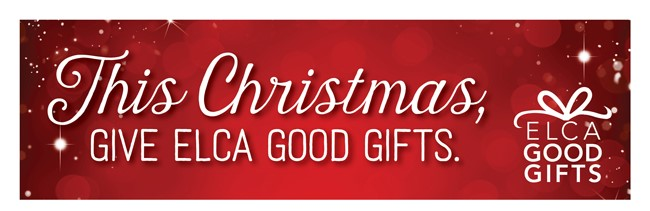 This Christmas,
GIVE ELCA GOOD GIFTS.
ELCA
GOOD
GIFTS